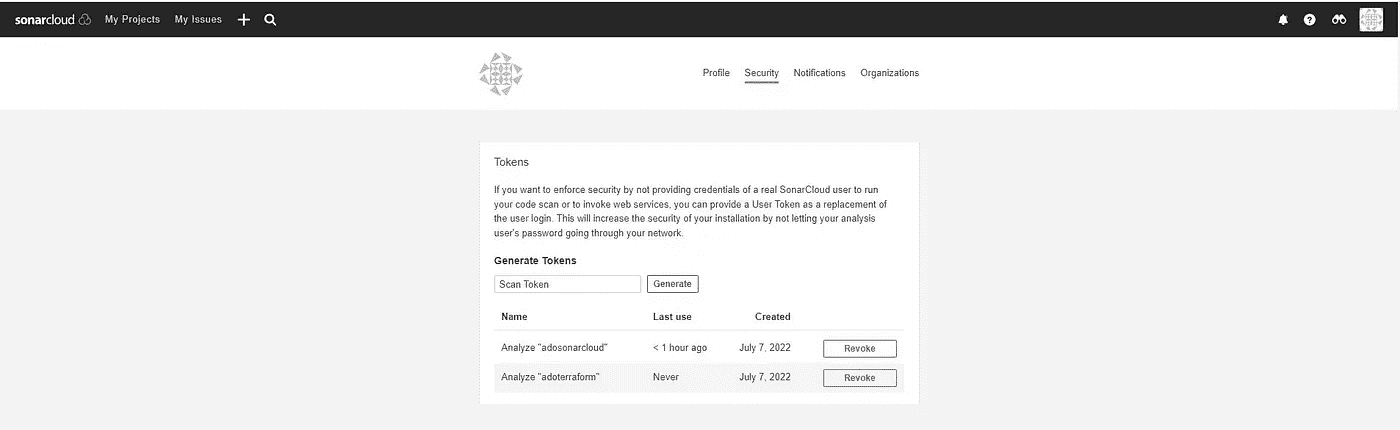 sonarcloud My Projects My Issues
Profile Security Notifications Organizations
Tokens
If you want to enforce security by not providing credentials of a real SonarCloud user to run
your code scan or to invoke web services, you can provide a User Token as a replacement of
the user login. This will increase the security of your installation by not letting your analysis
user's password going through your network.
Generate Tokens
Scan Token Generate
Name Last use Created
Analyze "adosonarcloud" < 1 hour ago July 7, 2022 Revoke
Analyze "adoterraform" Never July 7, 2022 Revoke